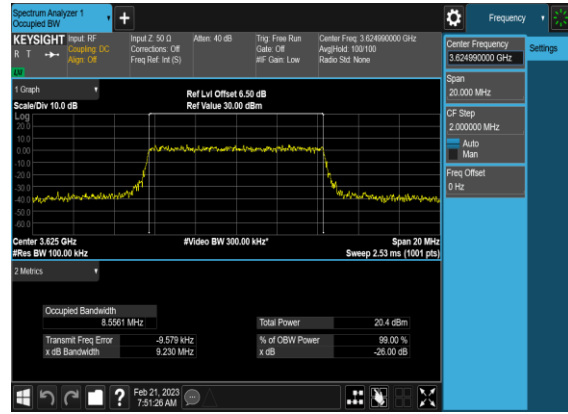 Spectrum Analyzer 1
Occupied BW
+
Frequency
KEYSIGHT
R T
LW
Input: RF
Coupling: DC
Align: Off
Input Z: 50 Ω
Corrections: Off
Freq Ref: Int (S)
Atten: 40 dB
Trig: Free Run
Gate: Off
#IF Gain: Low
Center Freq: 3.624990000 GHz
Avg|Hold: 100/100
Radio Std: None
Center Frequency
3.624990000 GHz
Settings
Span
20.000 MHz
CF Step
2.000000 MHz
Auto
Man
Freq Offset
0 Hz
1 Graph
Scale/Div 10.0 dB
Ref Lvl Offset 6.50 dB
Ref Value 30.00 dBm
Log
20.0
10.0
0.00
-10.0
-20.0
-30.0
-40.0
-50.0
-60.0
Center 3.625 GHz
#Res BW 100.00 kHz
#Video BW 300.00 kHz*
Span 20 MHz
Sweep 2.53 ms (1001 pts)
2 Metrics
Occupied Bandwidth
8.5561 MHz
Total Power 20.4 dBm
Transmit Freq Error -9.579 kHz
% of OBW Power 99.00 %
x dB Bandwidth 9.230 MHz
x dB -26.00 dB
?
Feb 21, 2023
7:51:26 AM